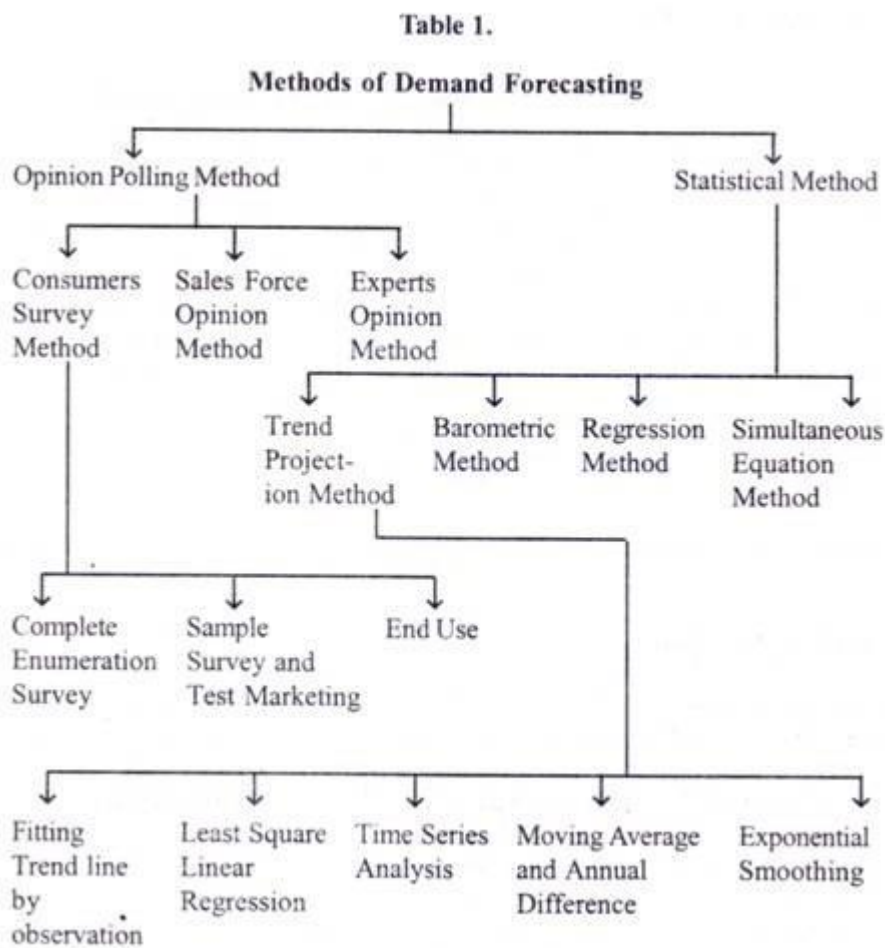 Table 1.
Methods of Demand Forecasting
Opinion Polling Method
Statistical Method
Consumers
Survey
Method
Sales Force
Opinion
Method
Experts
Opinion
Method
Trend
Project-
ion Method
Barometric
Method
Regression
Method
Simultaneous
Equation
Method
Complete
Enumeration
Survey
Sample
Survey and
Test Marketing
End Use
Fitting
Trend line
by
observation
Least Square
Linear
Regression
Time Series
Analysis
Moving Average
and Annual
Difference
Exponential
Smoothing